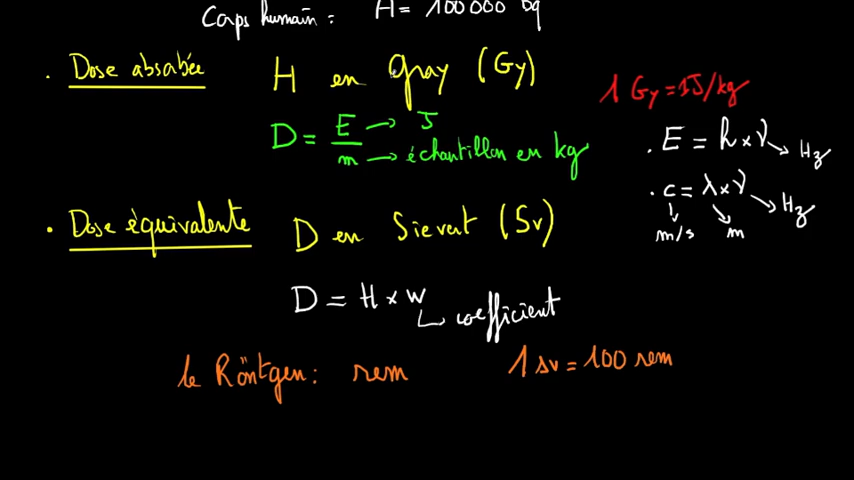 Corps humain : H = 100 000 Bq
. Dose absorbée H en gray (Gy)
1 Gy = 1J/kg
D = E/m
E → J
m → échantillon en kg
. E = h × ν → Hz
. c = λ × ν → Hz
m/s m
. Dose équivalente D en Sievert (Sv)
D = H × w
coefficient
le Röntgen : rem 1 sv = 100 rem